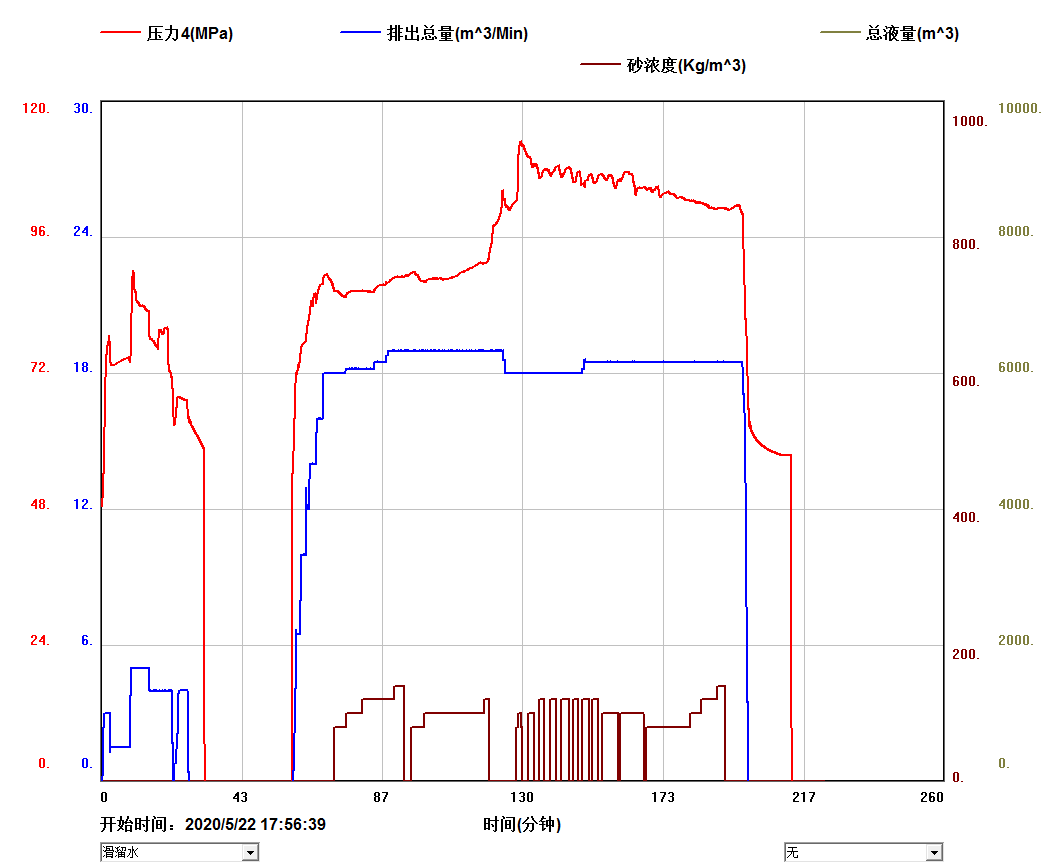 压力4(MPa) 排出总量(m^3/Min) 总液量(m^3)
砂浓度(Kg/m^3)
120. 30. 1000. 10000.
96. 24. 800. 8000.
72. 18. 600. 6000.
48. 12. 400. 4000.
24. 6. 200. 2000.
0. 0. 0. 0.
0 43 87 130 173 217 260
开始时间：2020/5/22 17:56:39 时间(分钟)
滑溜水 无